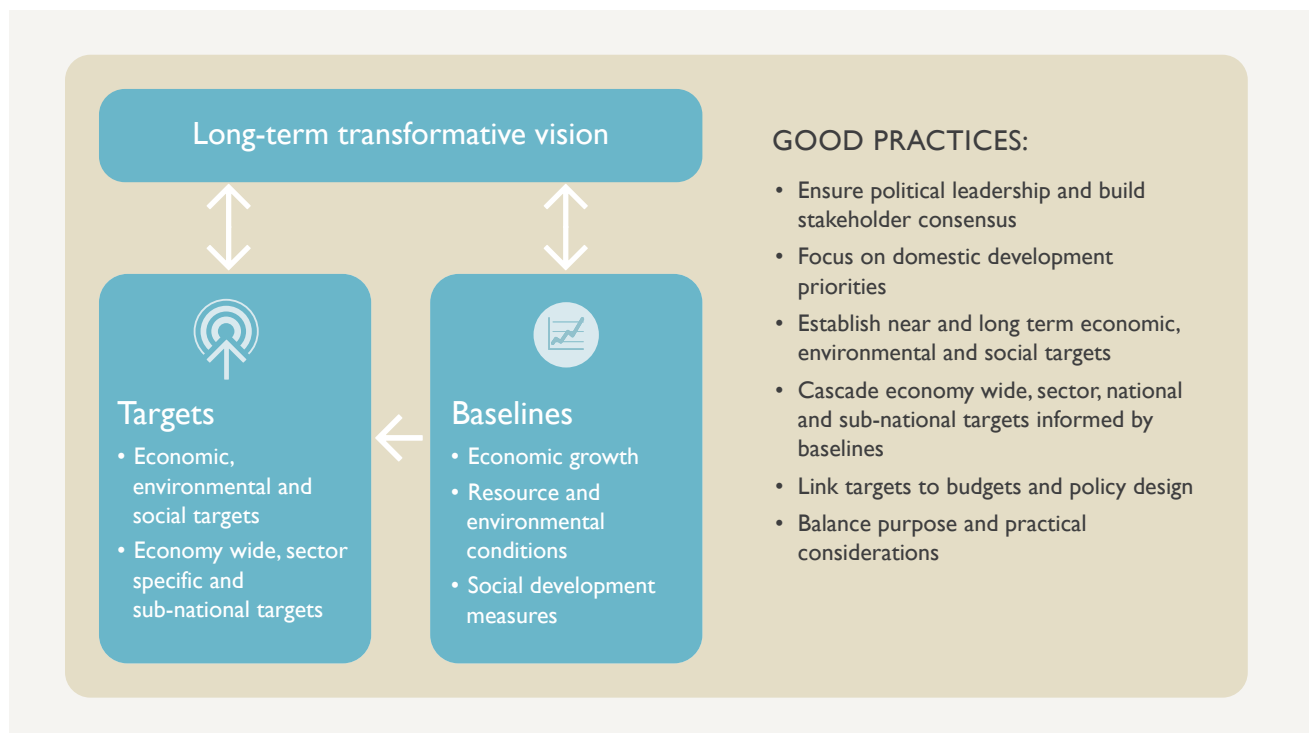 Long-term transformative vision
Targets
• Economic,
environmental and
social targets
• Economy wide, sector
specific and
sub-national targets
Baselines
• Economic growth
• Resource and
environmental
conditions
• Social development
measures
GOOD PRACTICES:
• Ensure political leadership and build
stakeholder consensus
• Focus on domestic development
priorities
• Establish near and long term economic,
environmental and social targets
• Cascade economy wide, sector, national
and sub-national targets informed by
baselines
• Link targets to budgets and policy design
• Balance purpose and practical
considerations